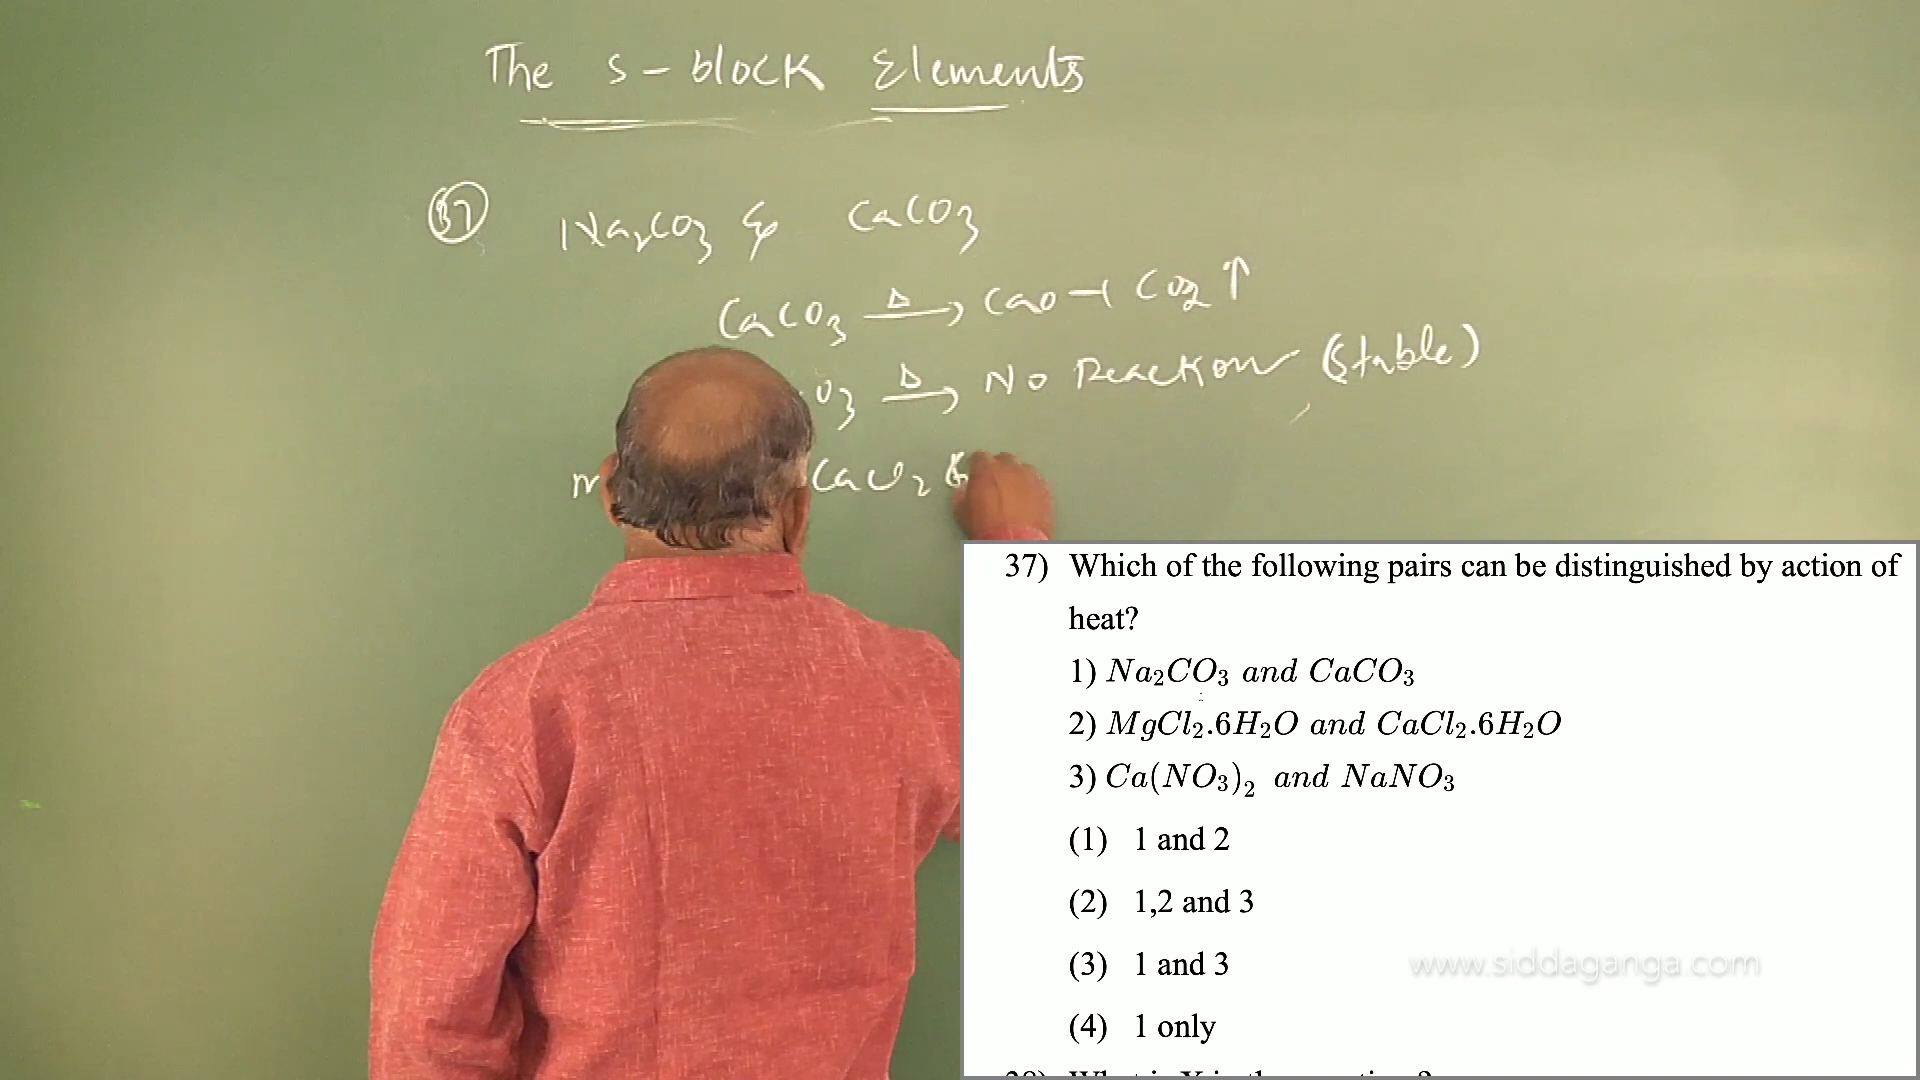 The s-block Elements
37 Na2CO3 & CaCO3
CaCO3 Δ→ CaO + CO2 ↑
O3 Δ→ No Reaction (stable)
CaCl2
37) Which of the following pairs can be distinguished by action of
heat?
1) Na₂CO₃ and CaCO₃
2) MgCl₂.6H₂O and CaCl₂.6H₂O
3) Ca(NO₃)₂ and NaNO₃
(1) 1 and 2
(2) 1,2 and 3
(3) 1 and 3
www.siddaganga.com
(4) 1 only